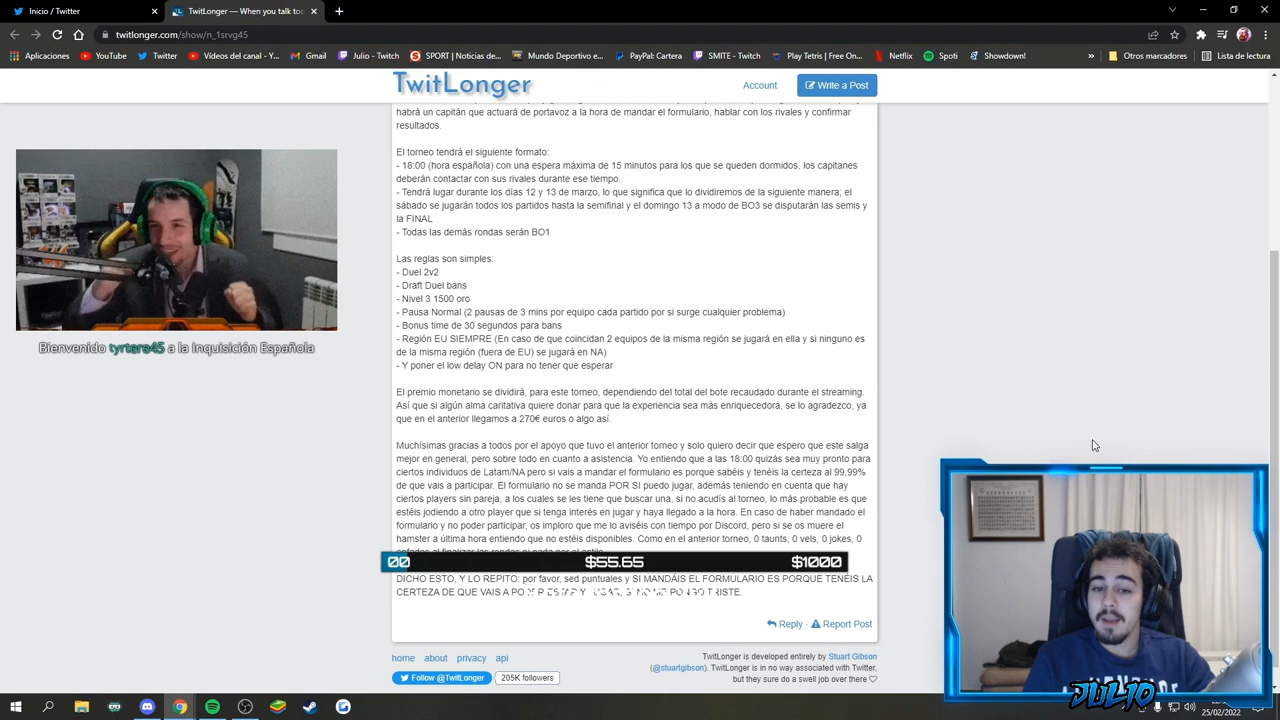 Inicio / Twitter
TwitLonger — When you talk too
twitlonger.com/show/n_1srvg45
Aplicaciones YouTube Twitter Vídeos del canal - Y... Gmail Julio - Twitch SPORT | Noticias de... Mundo Deportivo -... PayPal: Cartera SMITE - Twitch Play Tetris | Free O... Netflix Spoti Showdown! » Otros marcadores Lista de lectura
TwitLonger Account Write a Post
habrá un capitán que actuará de portavoz a la hora de mandar el formulario, hablar con los rivales y confirmar
resultados.
El torneo tendrá el siguiente formato:
- 18:00 (hora española) con una espera máxima de 15 minutos para los que se queden dormidos, los capitanes
deberán contactar con sus rivales durante ese tiempo.
- Tendrá lugar durante los días 12 y 13 de marzo, lo que significa que lo dividiremos de la siguiente manera; el
sábado se jugarán todos los partidos hasta la semifinal y el domingo 13 a modo de BO3 se disputarán las semis y
la FINAL
- Todas las demás rondas serán BO1
Las reglas son simples:
- Duel 2v2
- Draft Duel bans
- Nivel 3 1500 oro
- Pausa Normal (2 pausas de 3 mins por equipo cada partido por si surge cualquier problema)
- Bonus time de 30 segundos para bans
- Región EU SIEMPRE (En caso de que coincidan 2 equipos de la misma región se jugará en ella y si ninguno es
de la misma región (fuera de EU) se jugará en NA)
- Y poner el low delay ON para no tener que esperar
El premio monetario se dividirá, para este torneo, dependiendo del total del bote recaudado durante el streaming.
Así que si algún alma caritativa quiere donar para que la experiencia sea más enriquecedora, se lo agradezco, ya
que en el anterior llegamos a 270€ euros o algo así.
Muchísimas gracias a todos por el apoyo que tuvo el anterior torneo y solo quiero decir que espero que este salga
mejor en general, pero sobre todo en cuanto a asistencia. Yo entiendo que a las 18:00 quizás sea muy pronto para
ciertos individuos de Latam/NA pero si vais a mandar el formulario es porque sabéis y tenéis la certeza al 99,99%
de que vais a participar. El formulario no se manda POR SI puedo jugar, además teniendo en cuenta que hay
ciertos players sin pareja, a los cuales se les tiene que buscar una, si no acudís al torneo, lo más probable es que
estéis jodiendo a otro player que si tenga interés en jugar y haya llegado a la hora. En caso de haber mandado el
formulario y no poder participar, os imploro que me lo aviséis con tiempo por Discord, pero si se os muere el
hamster a última hora entiendo que no estéis disponibles. Como en el anterior torneo, 0 taunts, 0 vels, 0 jokes, 0
00 $55.65 $1000
DICHO ESTO, Y LO REPITO: por favor, sed puntuales y SI MANDÁIS EL FORMULARIO ES PORQUE TENÉIS LA
CERTEZA DE QUE VAIS A
Reply · Report Post
home about privacy api
Follow @TwitLonger 205K followers
TwitLonger is developed entirely by Stuart Gibson
(@stuartgibson). TwitLonger is in no way associated with Twitter,
but they sure do a swell job over there
Bienvenido tyrtaro45 a la Inquisición Española
JULIO
25/02/2022